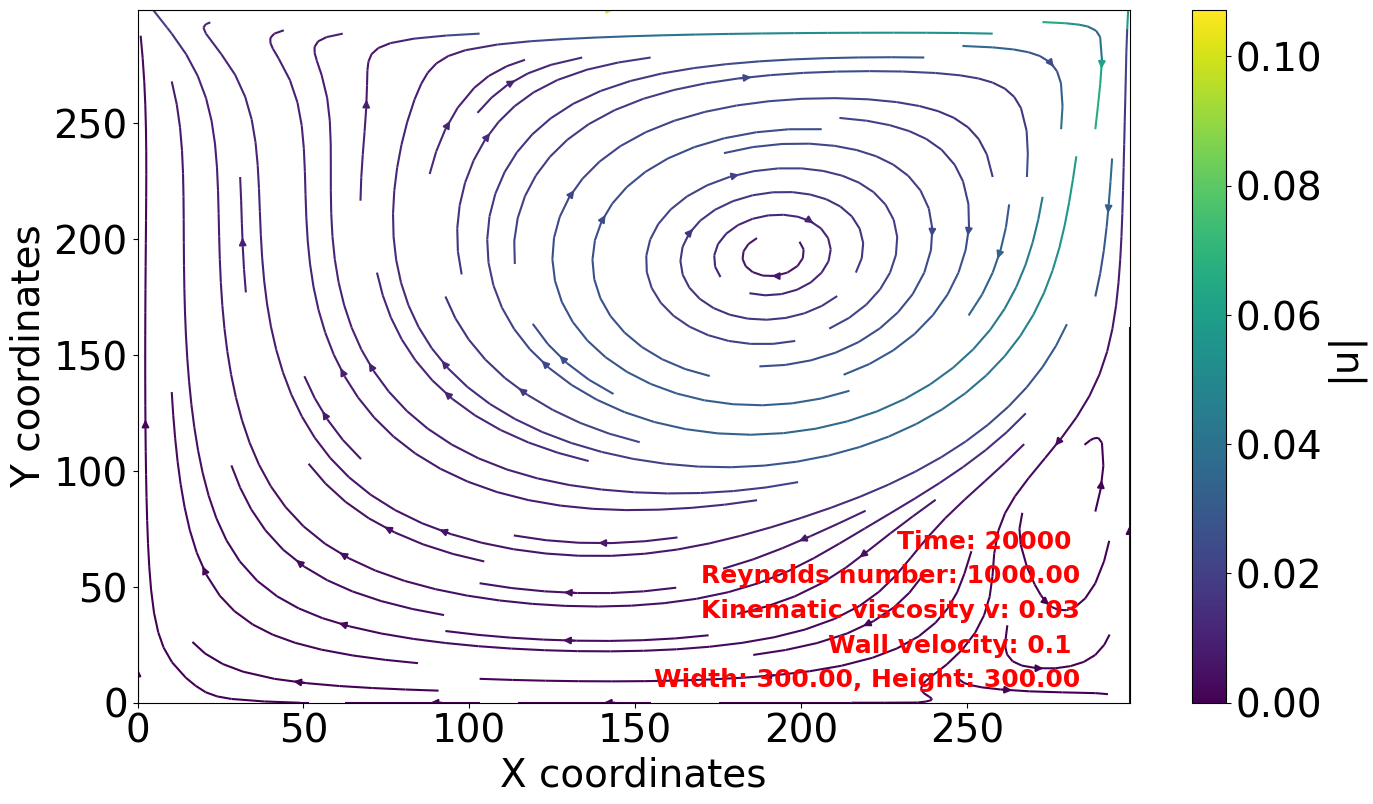 250
200
150
100
50
0
Y coordinates
0 50 100 150 200 250
X coordinates
Time: 20000
Reynolds number: 1000.00
Kinematic viscosity v: 0.03
Wall velocity: 0.1
Width: 300.00, Height: 300.00
0.10
0.08
0.06
0.04
0.02
0.00
|u|